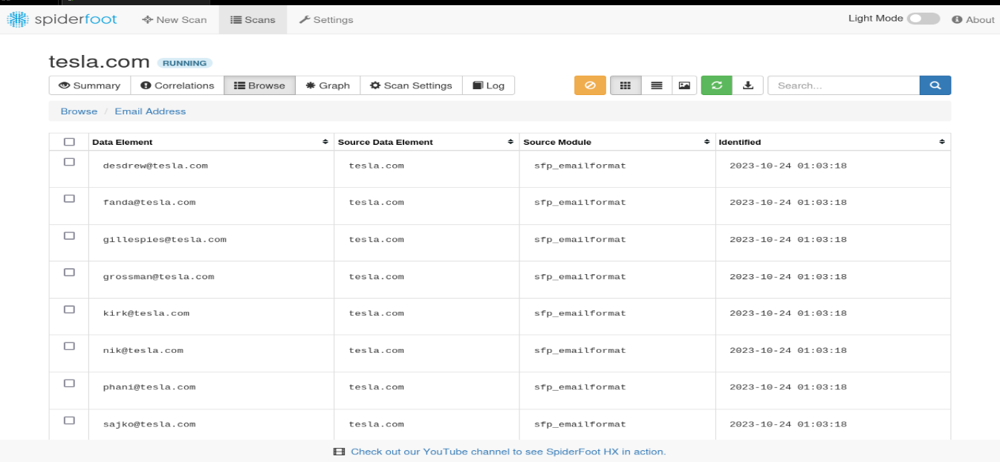 spiderfoot New Scan Scans Settings Light Mode About
tesla.com RUNNING
Summary Correlations Browse Graph Scan Settings Log Search...
Browse / Email Address
Data Element Source Data Element Source Module Identified
desdrew@tesla.com tesla.com sfp_emailformat 2023-10-24 01:03:18
fanda@tesla.com tesla.com sfp_emailformat 2023-10-24 01:03:18
gillespies@tesla.com tesla.com sfp_emailformat 2023-10-24 01:03:18
grossman@tesla.com tesla.com sfp_emailformat 2023-10-24 01:03:18
kirk@tesla.com tesla.com sfp_emailformat 2023-10-24 01:03:18
nik@tesla.com tesla.com sfp_emailformat 2023-10-24 01:03:18
phani@tesla.com tesla.com sfp_emailformat 2023-10-24 01:03:18
sajko@tesla.com tesla.com sfp_emailformat 2023-10-24 01:03:18
Check out our YouTube channel to see SpiderFoot HX in action.